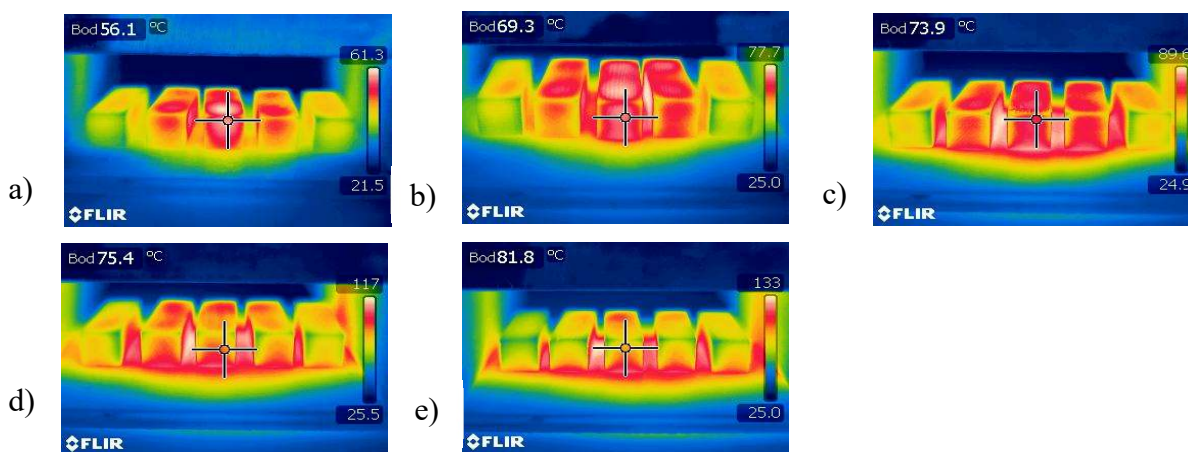 Bod 56.1 °C
61.3
21.5
FLIR
a)
Bod 69.3 °C
77.7
25.0
FLIR
b)
Bod 73.9 °C
89.6
24.9
FLIR
c)
Bod 75.4 °C
117
25.5
FLIR
d)
Bod 81.8 °C
133
25.0
FLIR
e)